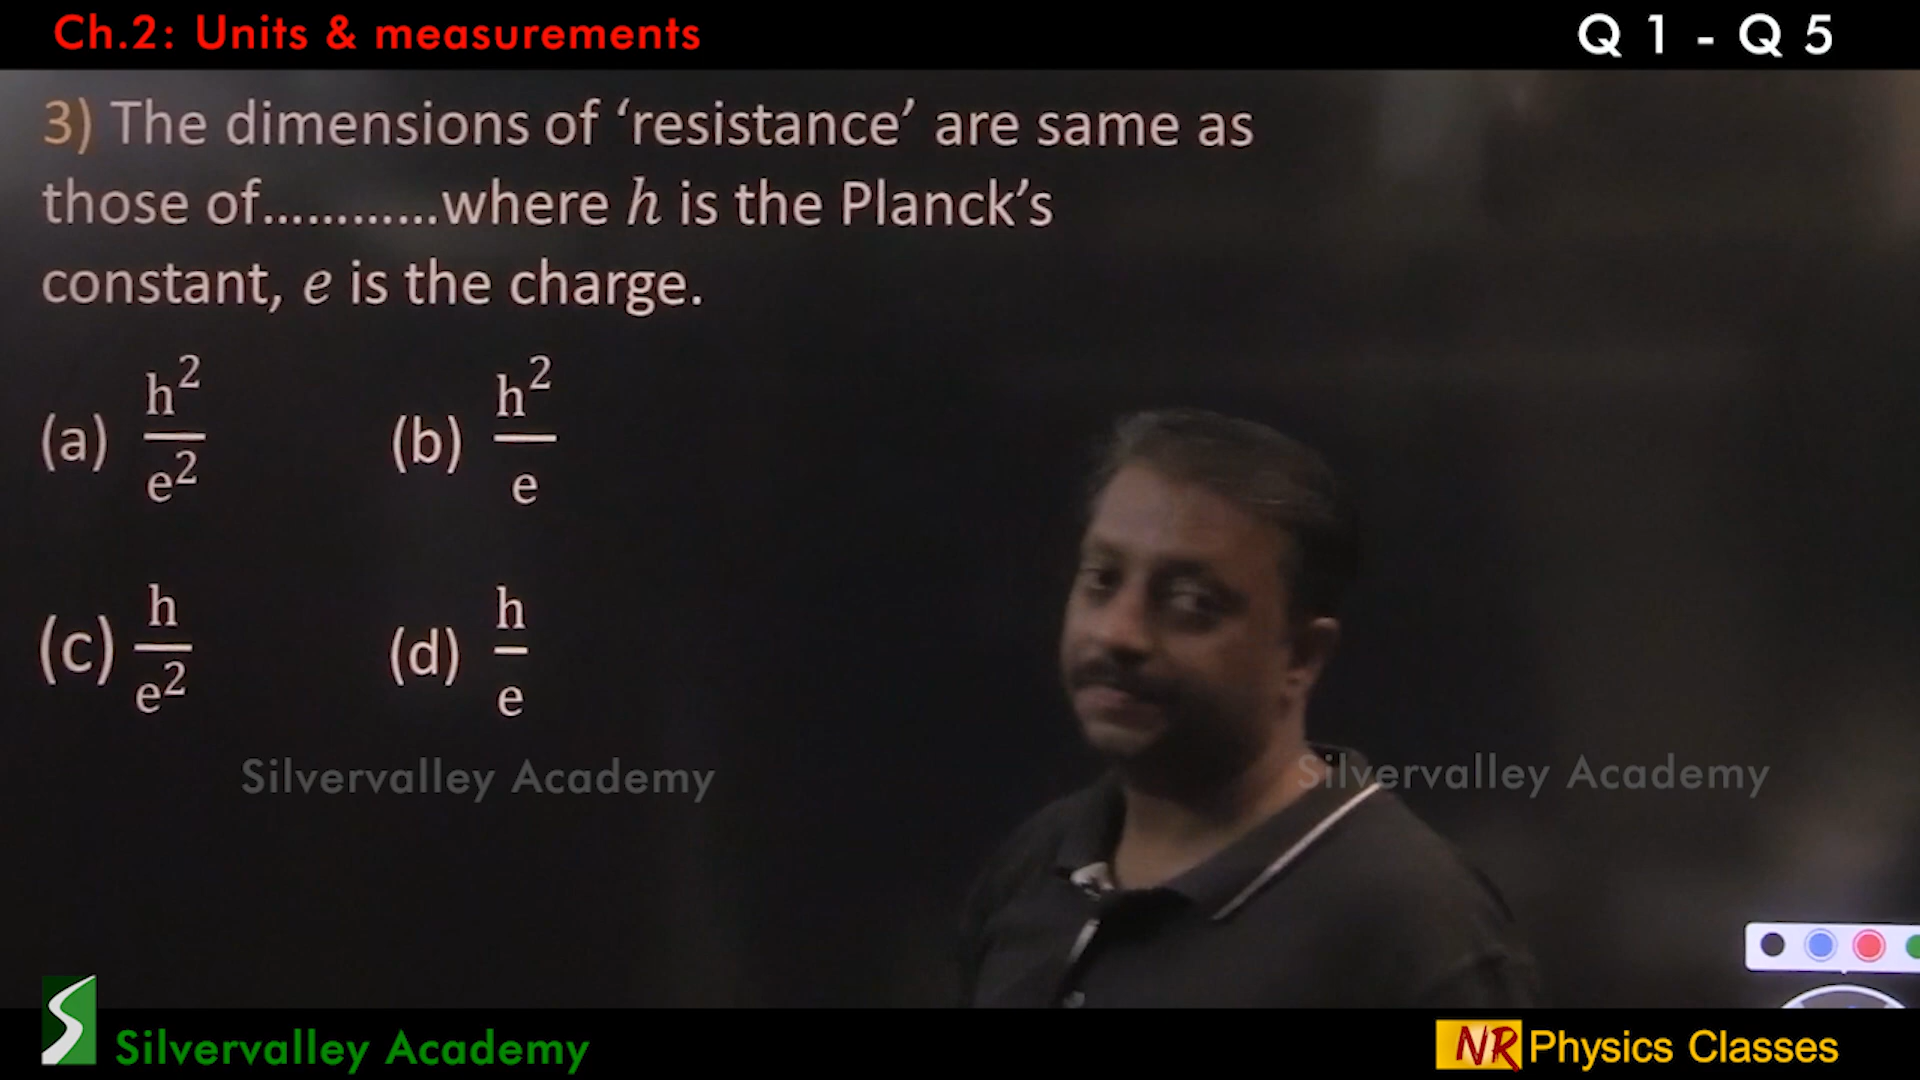 Ch.2: Units & measurements
Q 1 - Q 5
3) The dimensions of ‘resistance’ are same as
those of............where h is the Planck’s
constant, e is the charge.
(a) h²/e² (b) h²/e
(c) h/e² (d) h/e
Silvervalley Academy
Silvervalley Academy
Silvervalley Academy
NR Physics Classes